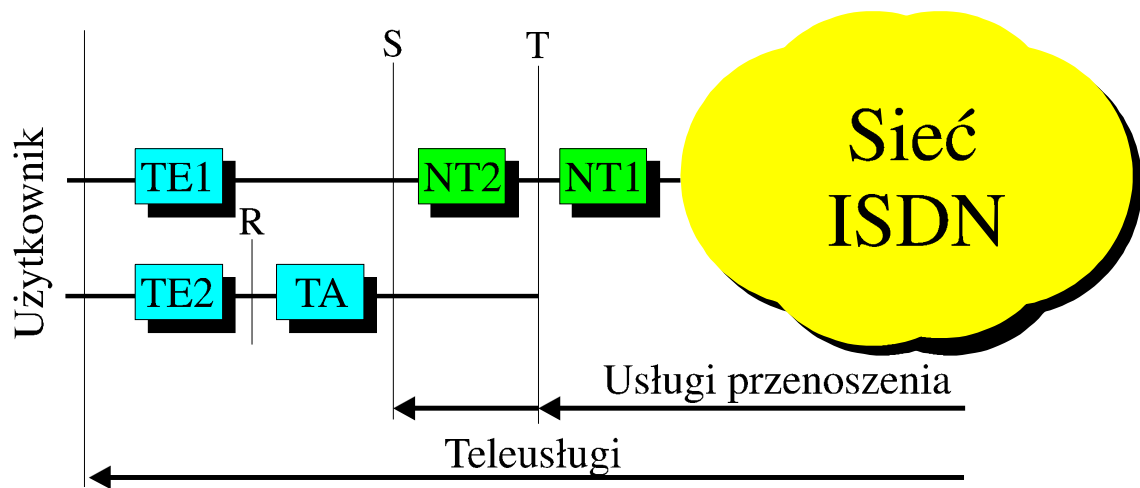 S
T
Użytkownik
TE1
NT2
NT1
Sieć
ISDN
R
TE2
TA
Usługi przenoszenia
Teleusługi